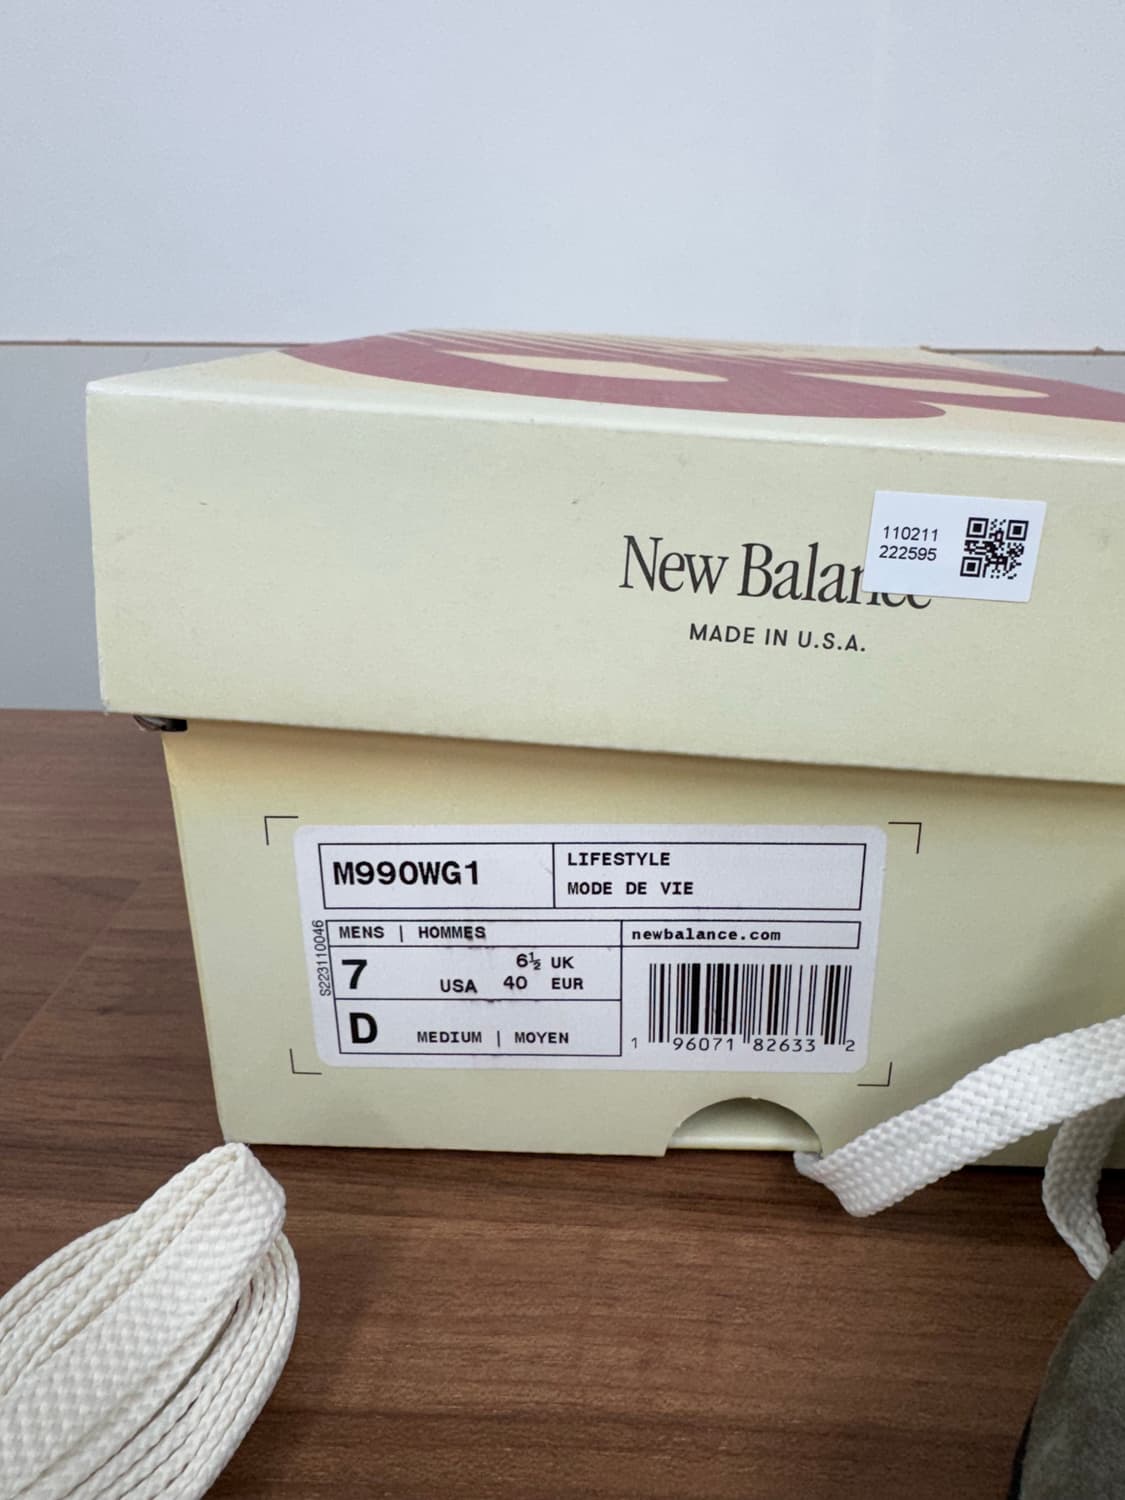 110211
222595
New Balance
MADE IN U.S.A.
M990WG1
LIFESTYLE
MODE DE VIE
S223110046
MENS | HOMMES
newbalance.com
7 USA
6½ UK
40 EUR
D MEDIUM | MOYEN
1 96071 82633 2